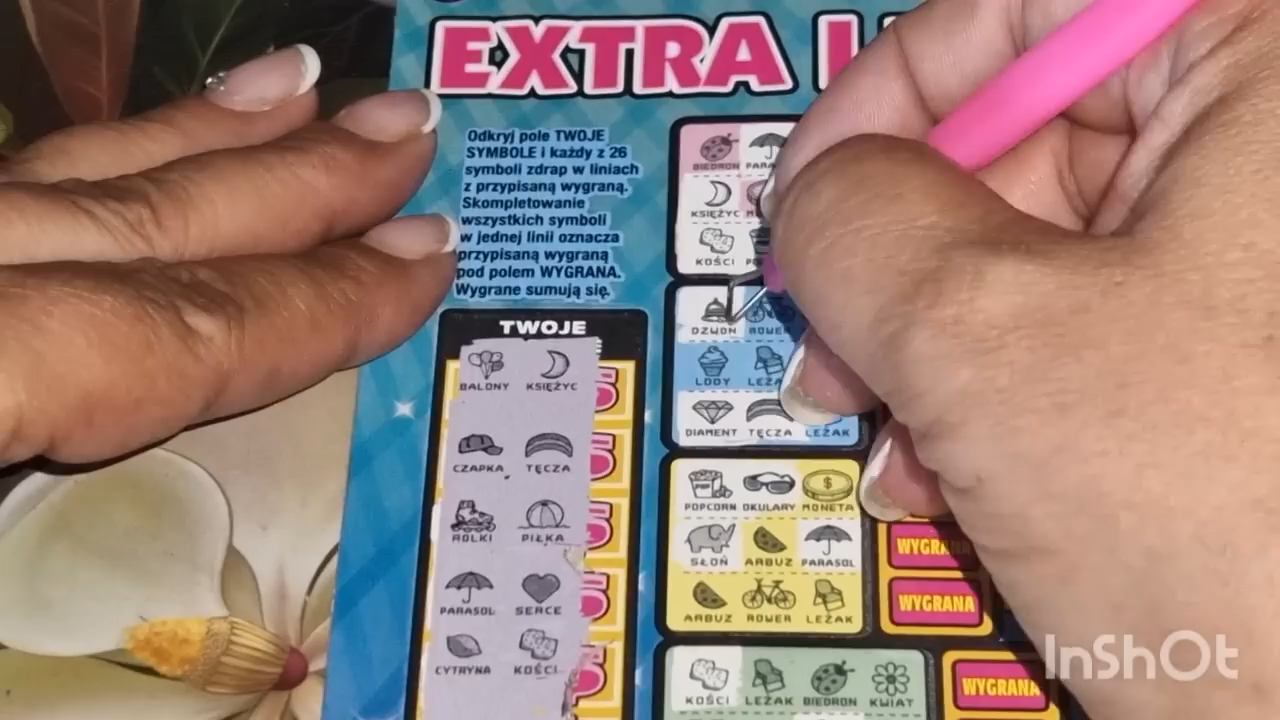 EXTRA
Odkryj pole TWOJE
SYMBOLE i każdy z 26
symboli zdrap w liniach
z przypisaną wygraną.
Skompletowanie
wszystkich symboli
w jednej linii oznacza
przypisaną wygraną
pod polem WYGRANA.
Wygrane sumują się.
TWOJE
BALONY KSIĘŻYC
CZAPKA TĘCZA
ROLKI PIŁKA
PARASOL SERCE
CYTRYNA KOŚCI
BIEDRON
KSIĘŻYC
KOŚCI
DZWON ROWER
LODY
DIAMENT TĘCZA LEŻAK
POPCORN OKULARY MONETA
SŁOŃ ARBUZ PARASOL
WYGRANA
ARBUZ ROWER LEŻAK
WYGRANA
KOŚCI LEŻAK BIEDRON KWIAT
WYGRANA
InShOt